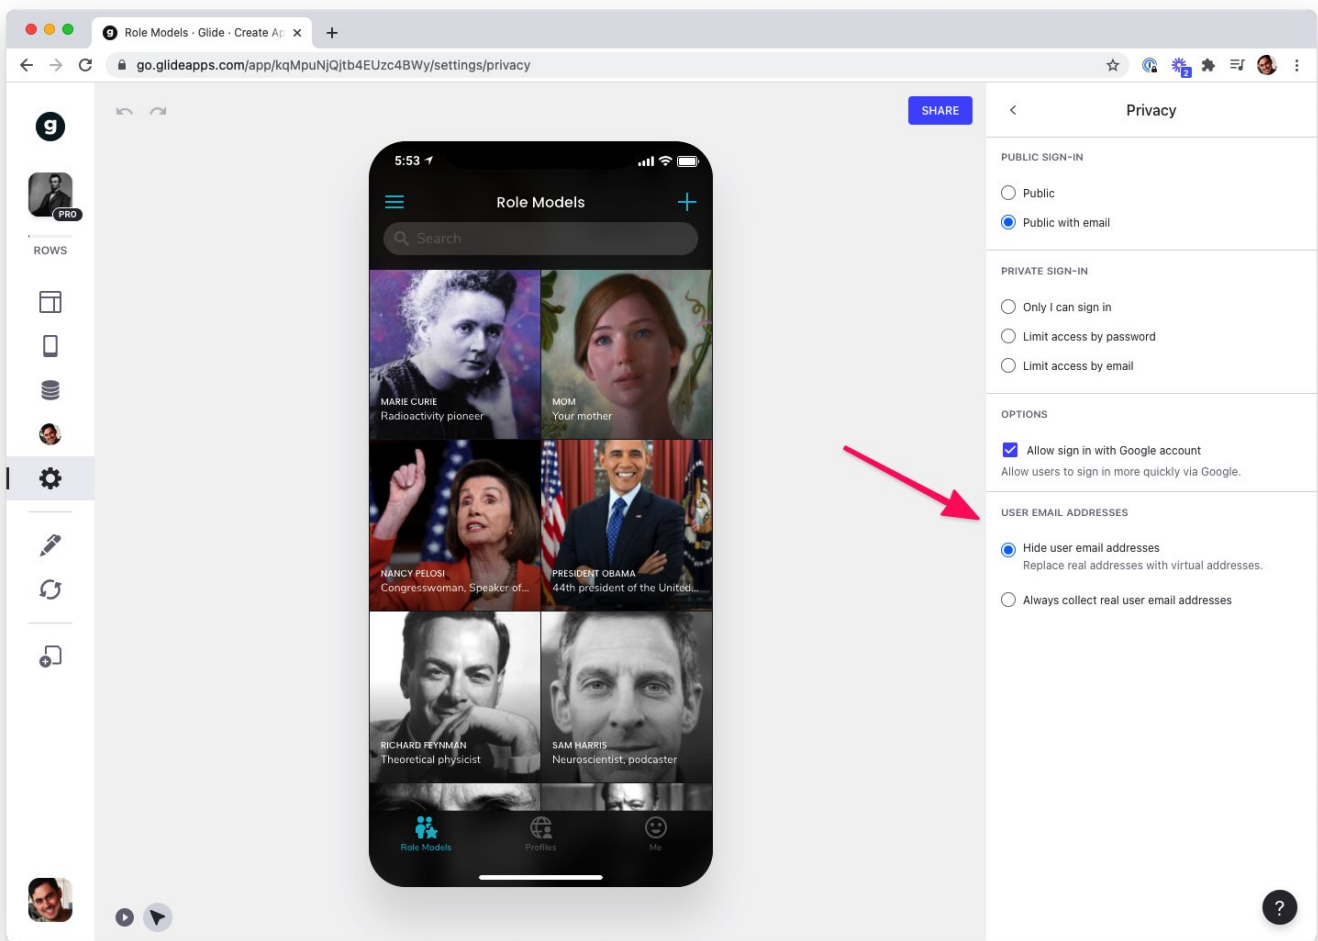 Role Models · Glide · Create Ap
go.glideapps.com/app/kqMpuNjQjtb4EUzc4BWy/settings/privacy
2
g
PRO
ROWS
SHARE
5:53
Role Models
Search
MARIE CURIE
Radioactivity pioneer
MOM
Your mother
NANCY PELOSI
Congresswoman, Speaker of...
PRESIDENT OBAMA
44th president of the United...
RICHARD FEYNMAN
Theoretical physicist
SAM HARRIS
Neuroscientist, podcaster
Role Models
Profiles
Me
Privacy
PUBLIC SIGN-IN
Public
Public with email
PRIVATE SIGN-IN
Only I can sign in
Limit access by password
Limit access by email
OPTIONS
Allow sign in with Google account
Allow users to sign in more quickly via Google.
USER EMAIL ADDRESSES
Hide user email addresses
Replace real addresses with virtual addresses.
Always collect real user email addresses
?